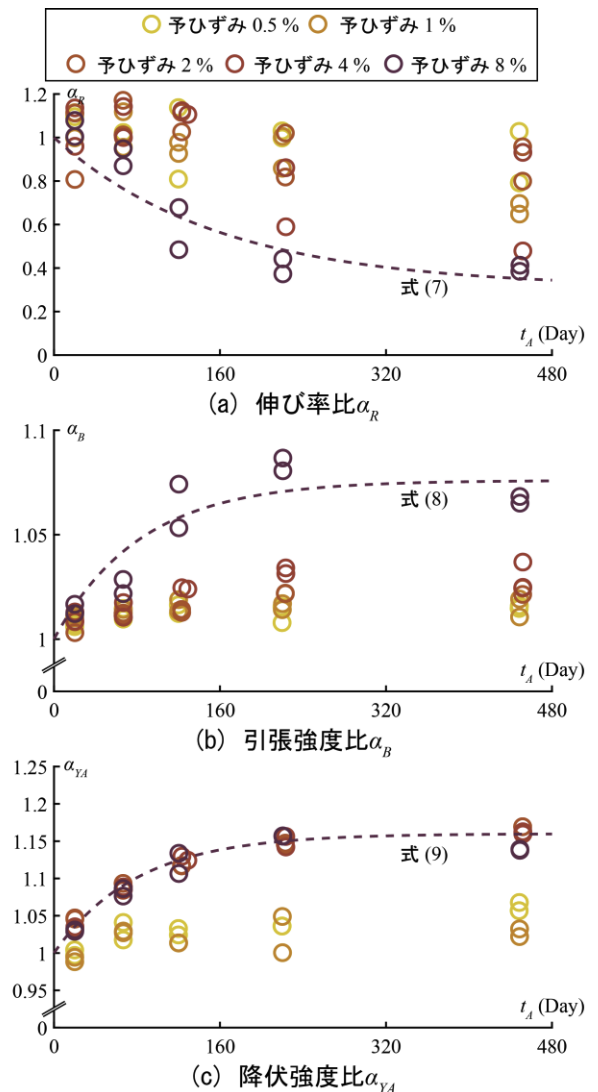 予ひずみ 0.5 % 予ひずみ 1 %
予ひずみ 2 % 予ひずみ 4 % 予ひずみ 8 %
1.2
α_R
1
0.8
0.6
0.4
式 (7)
0.2
t_A (Day)
0
0 160 320 480
(a) 伸び率比α_R
1.1
α_B
1.05
式 (8)
1
t_A (Day)
0
0 160 320 480
(b) 引張強度比α_B
1.25
α_YA
1.2
1.15
式 (9)
1.1
1.05
1
0.95
t_A (Day)
0
0 160 320 480
(c) 降伏強度比α_YA